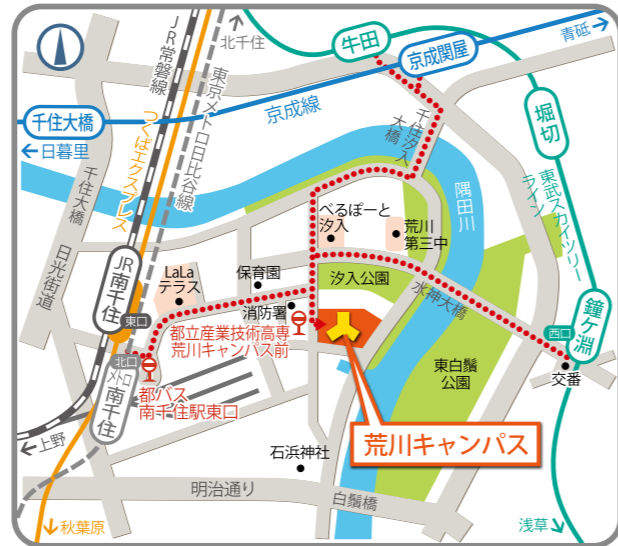 JR常磐線
北千住
東京メトロ日比谷線
つくばエクスプレス
牛田
京成関屋
青砥
京成線
千住大橋
日暮里
千住汐入
大橋
堀切
東武スカイツリー
ライン
隅田川
千住大橋
日光街道
べるぽーと
汐入
荒川
第三中
JR南千住
東口
LaLa
テラス
保育園
汐入公園
水神大橋
消防署
西口
鐘ケ淵
都立産業技術高専
荒川キャンパス前
北口
メトロ
南千住
交番
東白鬚
公園
都バス
南千住駅東口
上野
荒川キャンパス
石浜神社
明治通り
白鬚橋
秋葉原
浅草